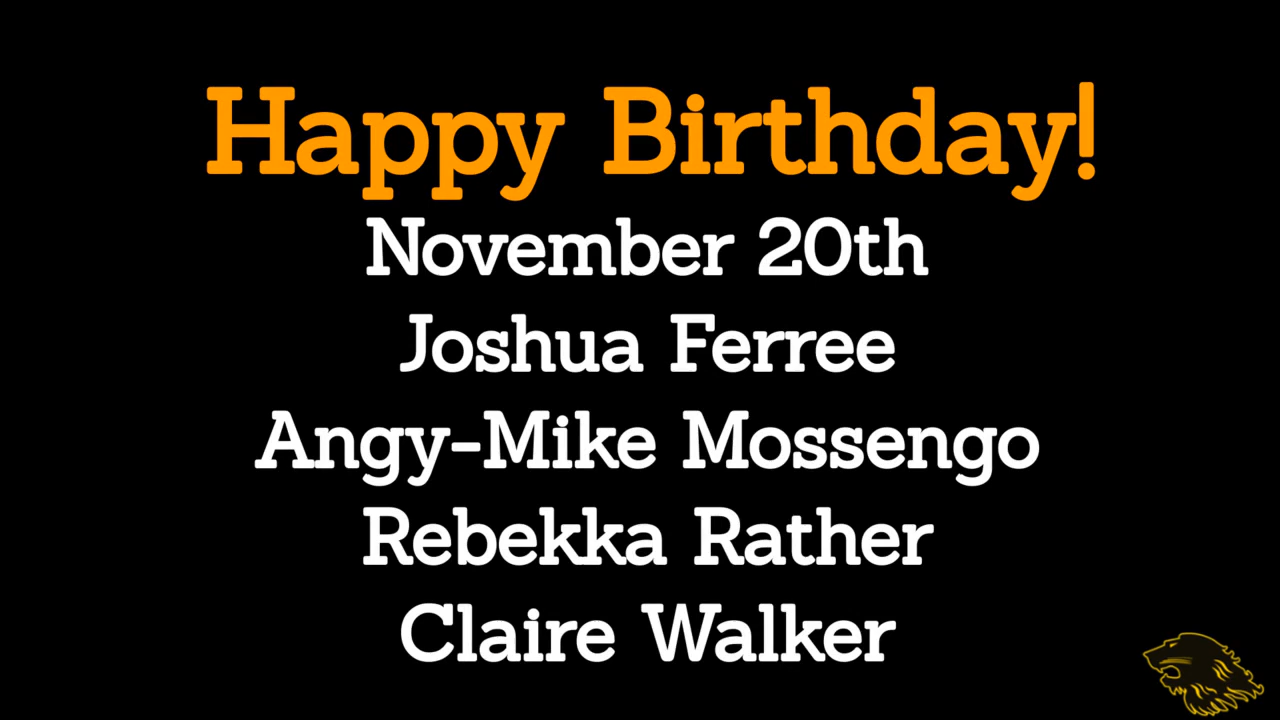 Happy Birthday!
November 20th
Joshua Ferree
Angy-Mike Mossengo
Rebekka Rather
Claire Walker